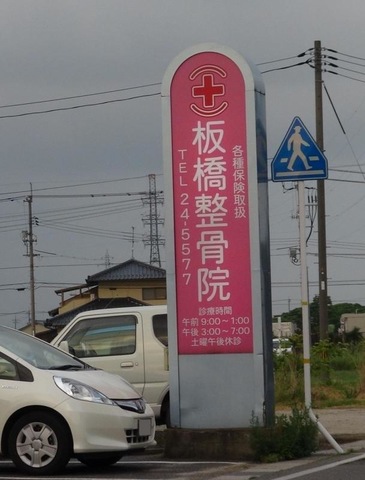 各種保険取扱
板橋整骨院
TEL 24-5577
診療時間
午前 9:00〜1:00
午後 3:00〜7:00
土曜午後休診